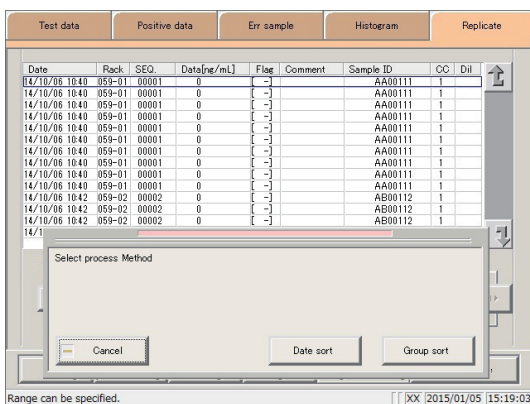 Test data Positive data Err sample Histogram Replicate
Date Rack SEQ. Data[ng/mL] Flag Comment Sample ID CC Dil
14/10/06 10:40 059-01 00001 0 [ -] AA00111 1
14/10/06 10:40 059-01 00001 0 [ -] AA00111 1
14/10/06 10:40 059-01 00001 0 [ -] AA00111 1
14/10/06 10:40 059-01 00001 0 [ -] AA00111 1
14/10/06 10:40 059-01 00001 0 [ -] AA00111 1
14/10/06 10:40 059-01 00001 0 [ -] AA00111 1
14/10/06 10:40 059-01 00001 0 [ -] AA00111 1
14/10/06 10:40 059-01 00001 0 [ -] AA00111 1
14/10/06 10:40 059-01 00001 0 [ -] AA00111 1
14/10/06 10:42 059-02 00002 0 [ -] AB00112 1
14/10/06 10:42 059-02 00002 0 [ -] AB00112 1
14/10/06 10:42 059-02 00002 0 [ -] AB00112 1
14/1
Select process Method
Cancel Date sort Group sort
Range can be specified. XX 2015/01/05 15:19:03